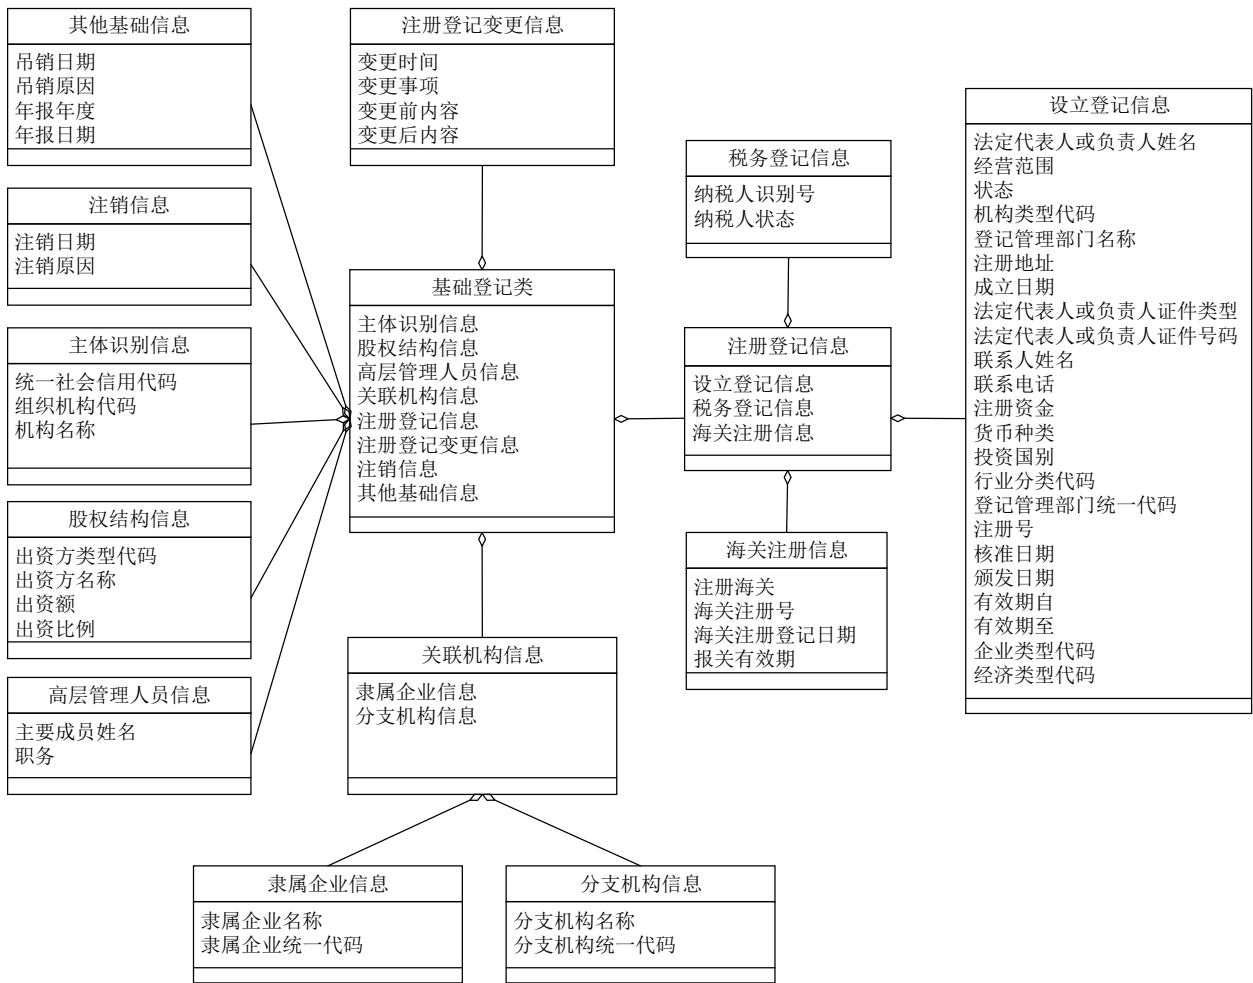 其他基础信息
吊销日期
吊销原因
年报年度
年报日期
注册登记变更信息
变更时间
变更事项
变更前内容
变更后内容
注销信息
注销日期
注销原因
主体识别信息
统一社会信用代码
组织机构代码
机构名称
股权结构信息
出资方类型代码
出资方名称
出资额
出资比例
高层管理人员信息
主要成员姓名
职务
基础登记类
主体识别信息
股权结构信息
高层管理人员信息
关联机构信息
注册登记信息
注册登记变更信息
注销信息
其他基础信息
关联机构信息
隶属企业信息
分支机构信息
隶属企业信息
隶属企业名称
隶属企业统一代码
分支机构信息
分支机构名称
分支机构统一代码
税务登记信息
纳税人识别号
纳税人状态
注册登记信息
设立登记信息
税务登记信息
海关注册信息
海关注册信息
注册海关
海关注册号
海关注册登记日期
报关有效期
设立登记信息
法定代表人或负责人姓名
经营范围
状态
机构类型代码
登记管理部门名称
注册地址
成立日期
法定代表人或负责人证件类型
法定代表人或负责人证件号码
联系人姓名
联系电话
注册资金
货币种类
投资国别
行业分类代码
登记管理部门统一代码
注册号
核准日期
颁发日期
有效期自
有效期至
企业类型代码
经济类型代码